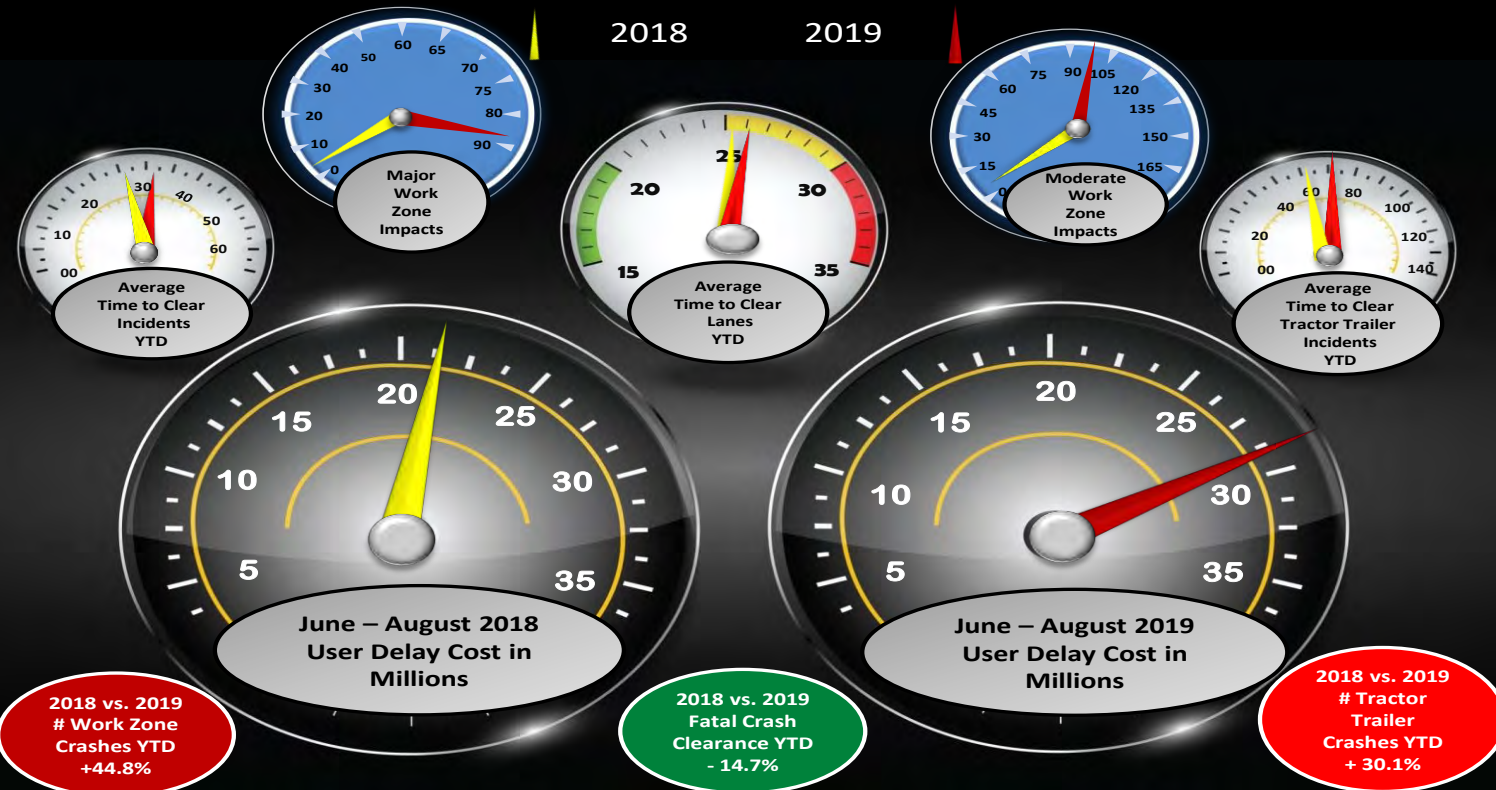 2018 2019
60
50 65
40 70
30 75
20 80
10 90
0
Major
Work
Zone
Impacts
90 105
75 120
60 135
45 150
30 165
15
0
Moderate
Work
Zone
Impacts
30
20 40
10 50
00 60
Average
Time to Clear
Incidents
YTD
25
20 30
15 35
Average
Time to Clear
Lanes
YTD
60 80
40 100
20 120
00 140
Average
Time to Clear
Tractor Trailer
Incidents
YTD
20
15 25
10 30
5 35
June – August 2018
User Delay Cost in
Millions
20
15 25
10 30
5 35
June – August 2019
User Delay Cost in
Millions
2018 vs. 2019
# Work Zone
Crashes YTD
+44.8%
2018 vs. 2019
Fatal Crash
Clearance YTD
- 14.7%
2018 vs. 2019
# Tractor
Trailer
Crashes YTD
+ 30.1%